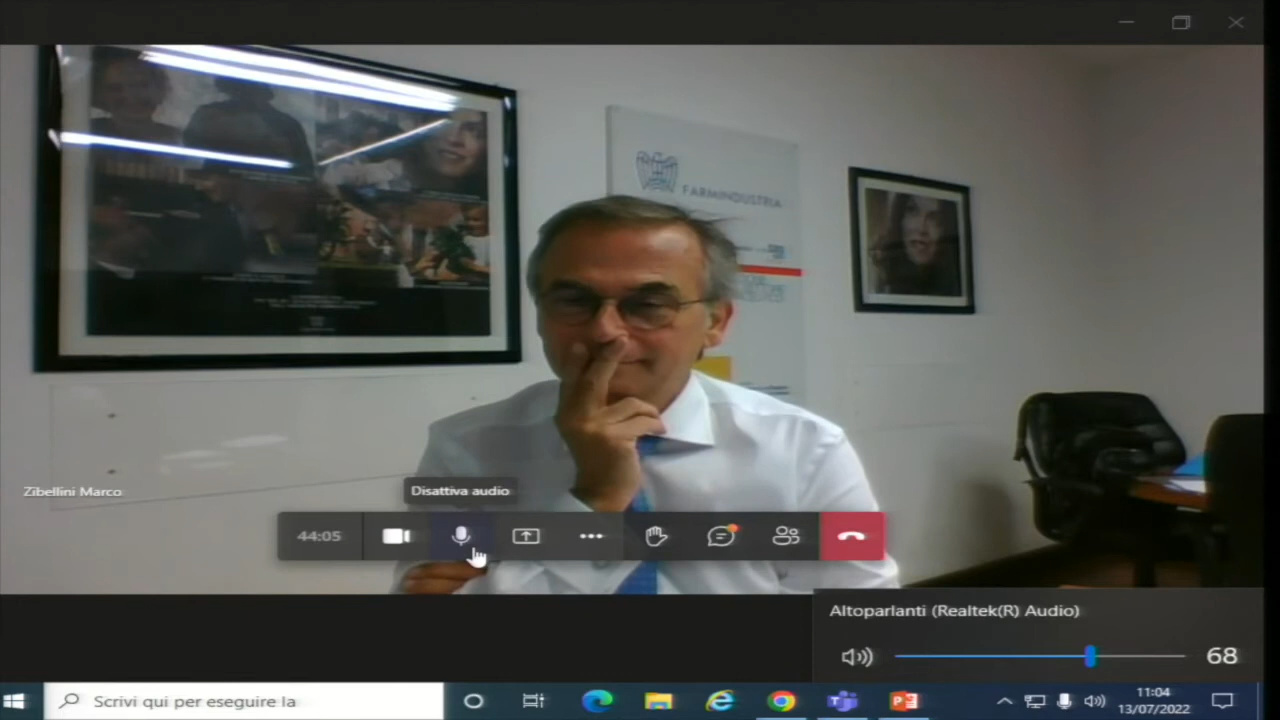 FARMINDUSTRIA
Zibellini Marco
Disattiva audio
44:05
Altoparlanti (Realtek(R) Audio)
68
Scrivi qui per eseguire la
11:04
13/07/2022